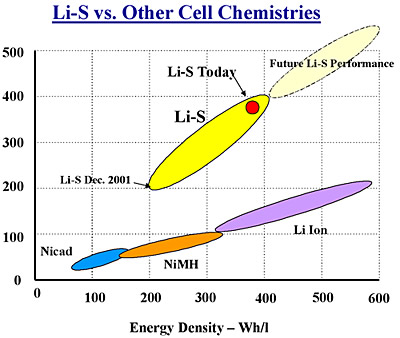 Li-S vs. Other Cell Chemistries
500
400
300
200
100
0
Li-S Today
Future Li-S Performance
Li-S
Li-S Dec. 2001
Li Ion
Nicad
NiMH
0 100 200 300 400 500 600
Energy Density – Wh/l